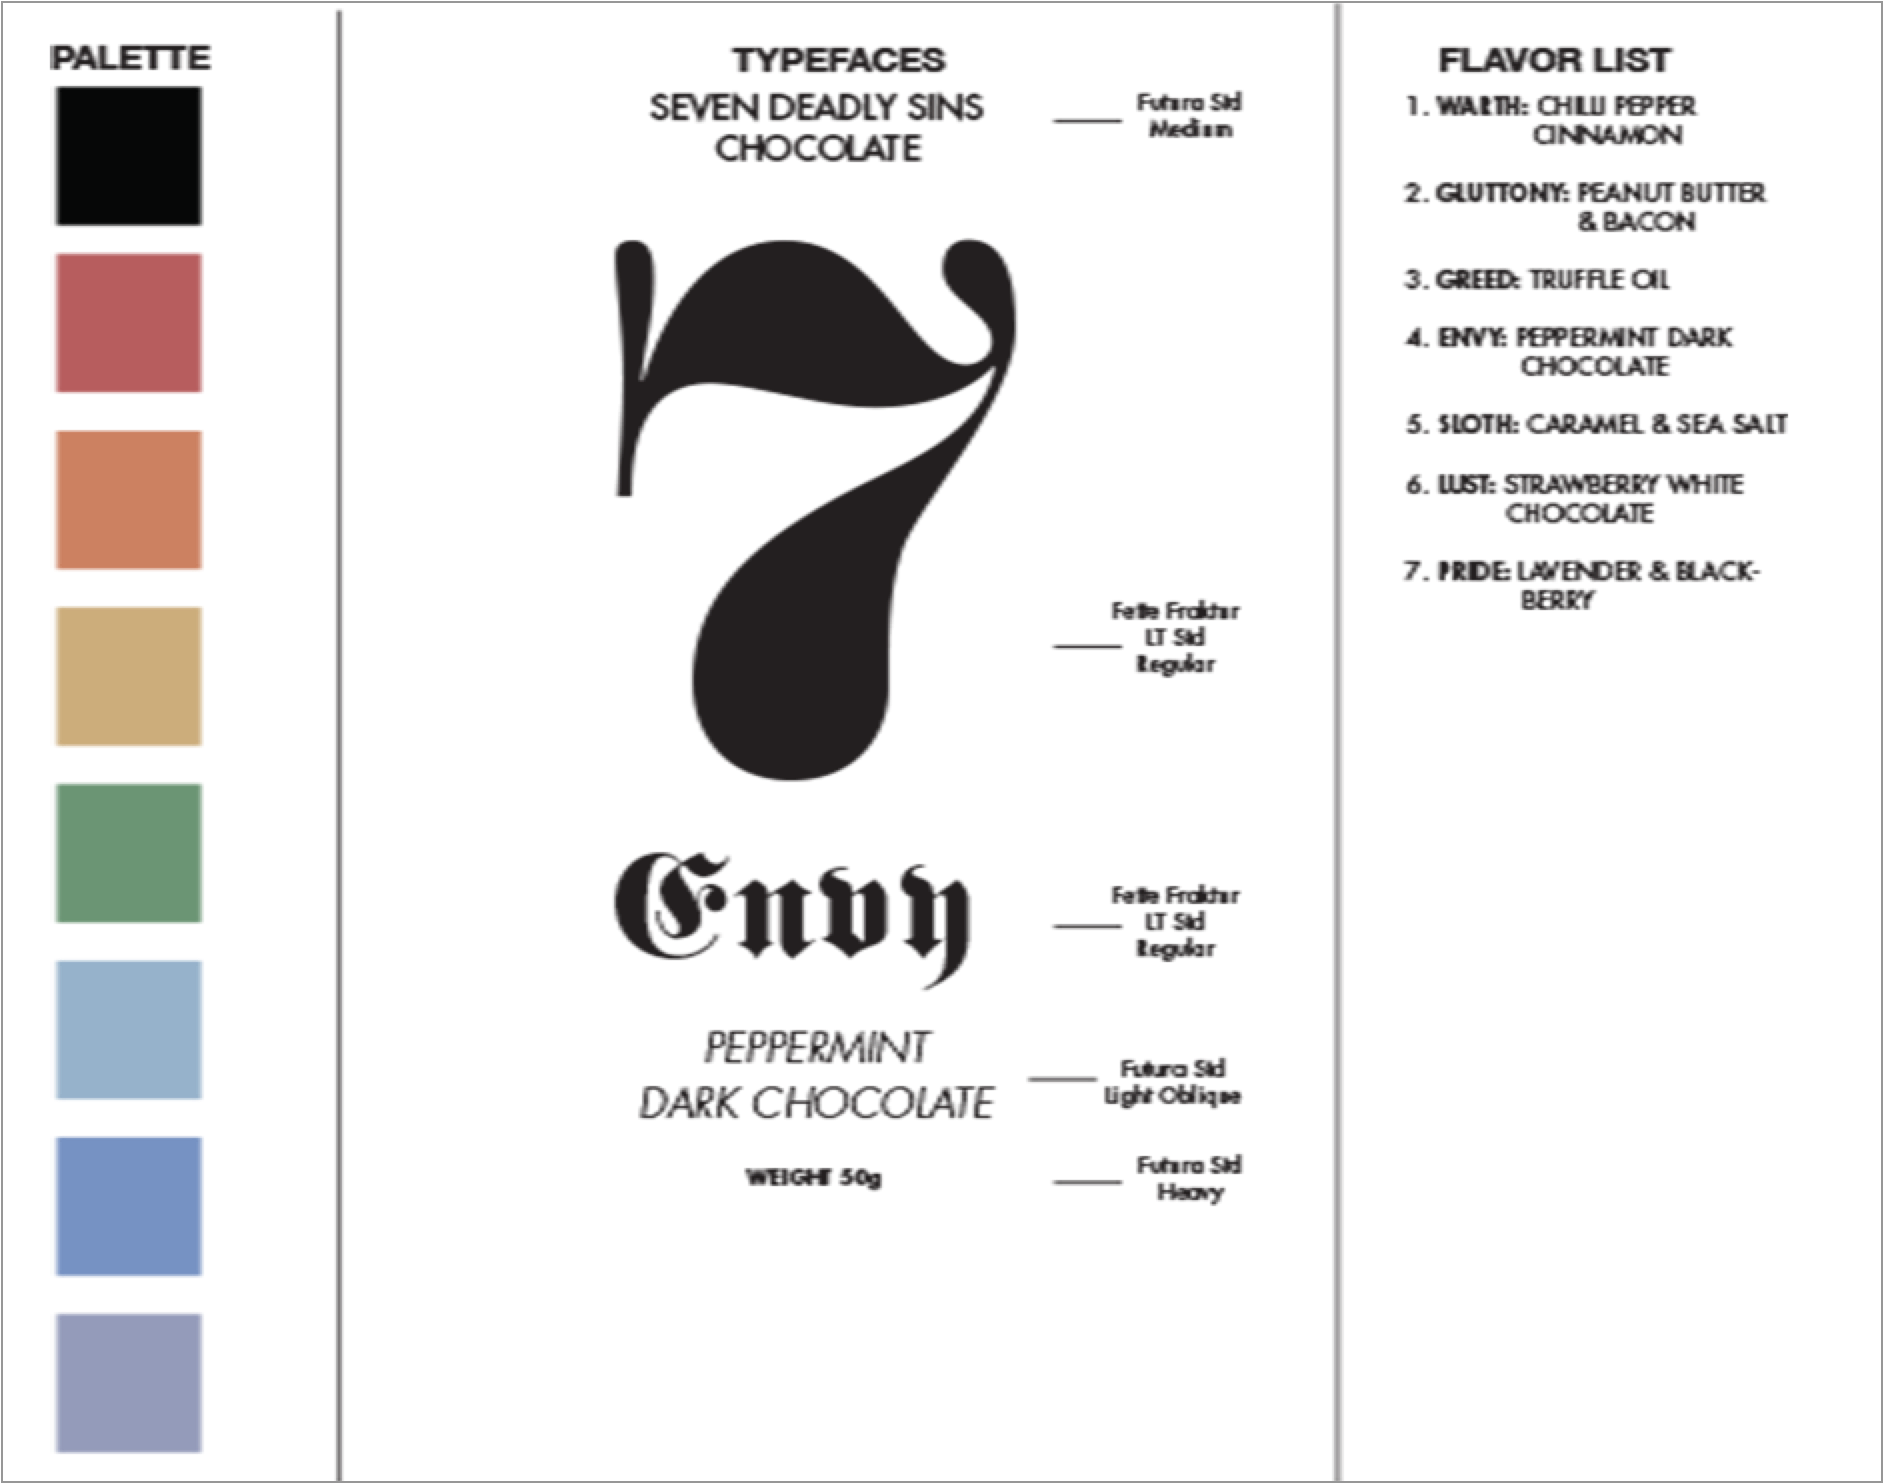 PALETTE
TYPEFACES
SEVEN DEADLY SINS
CHOCOLATE
Futura Std
Medium
7
Fette Fraktur
LT Std
Regular
Envy
Fette Fraktur
LT Std
Regular
PEPPERMINT
DARK CHOCOLATE
Futura Std
Light Oblique
WEIGHT 50g
Futura Std
Heavy
FLAVOR LIST
1. WARTH: CHILLI PEPPER
CINNAMON
2. GLUTTONY: PEANUT BUTTER
& BACON
3. GREED: TRUFFLE OIL
4. ENVY: PEPPERMINT DARK
CHOCOLATE
5. SLOTH: CARAMEL & SEA SALT
6. LUST: STRAWBERRY WHITE
CHOCOLATE
7. PRIDE: LAVENDER & BLACK-
BERRY